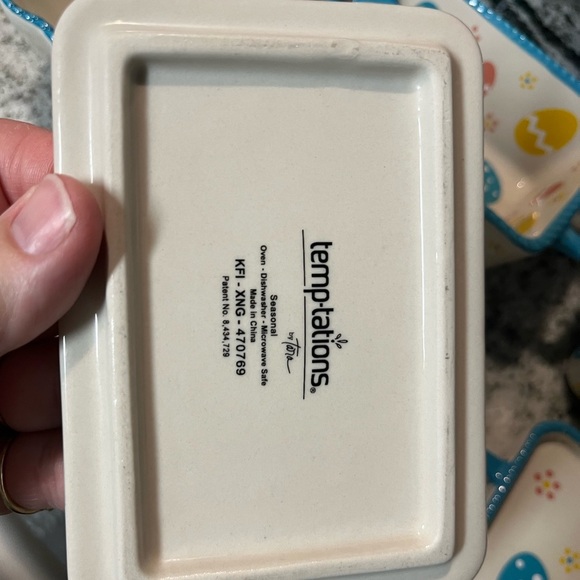 temp-tations®
by Tara
Seasonal
Oven - Dishwasher - Microwave Safe
Made in China
KFI - XNG - 470769
Patent No. 8,434,729